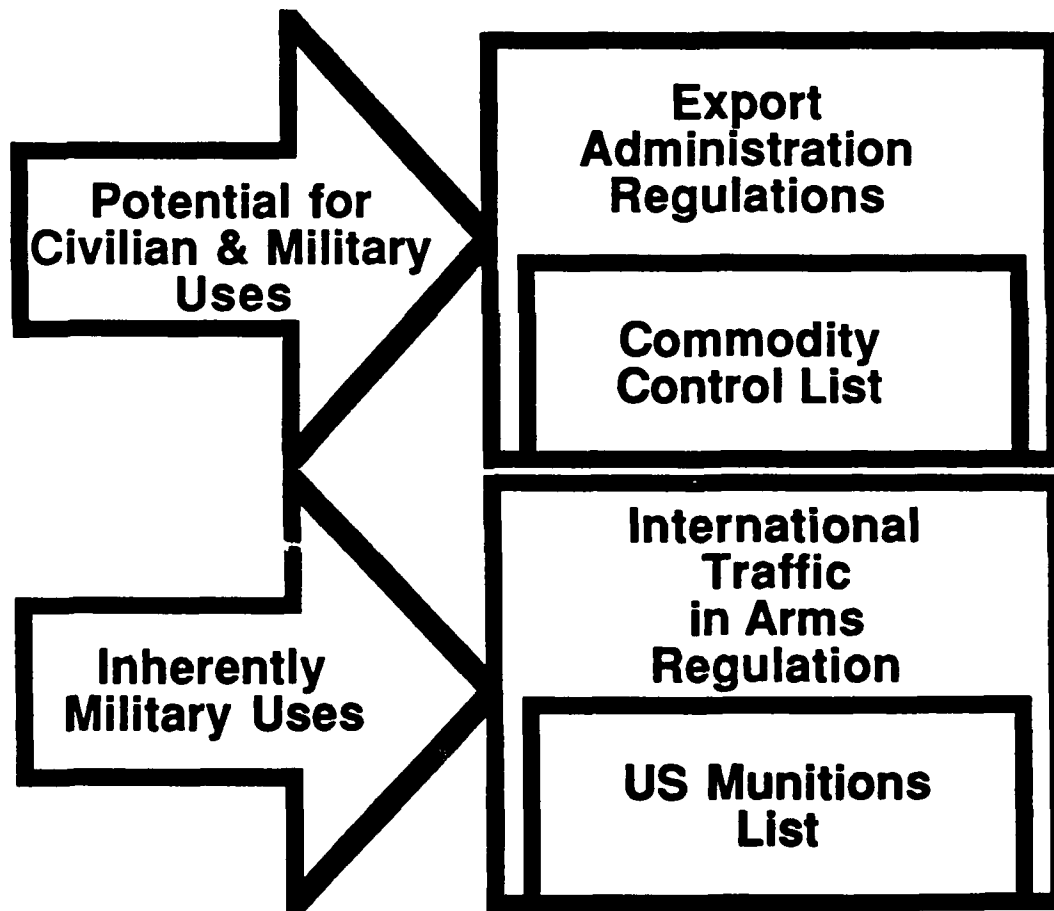 Potential for
Civilian & Military
Uses
Export
Administration
Regulations
Commodity
Control List
Inherently
Military Uses
International
Traffic
in Arms
Regulation
US Munitions
List